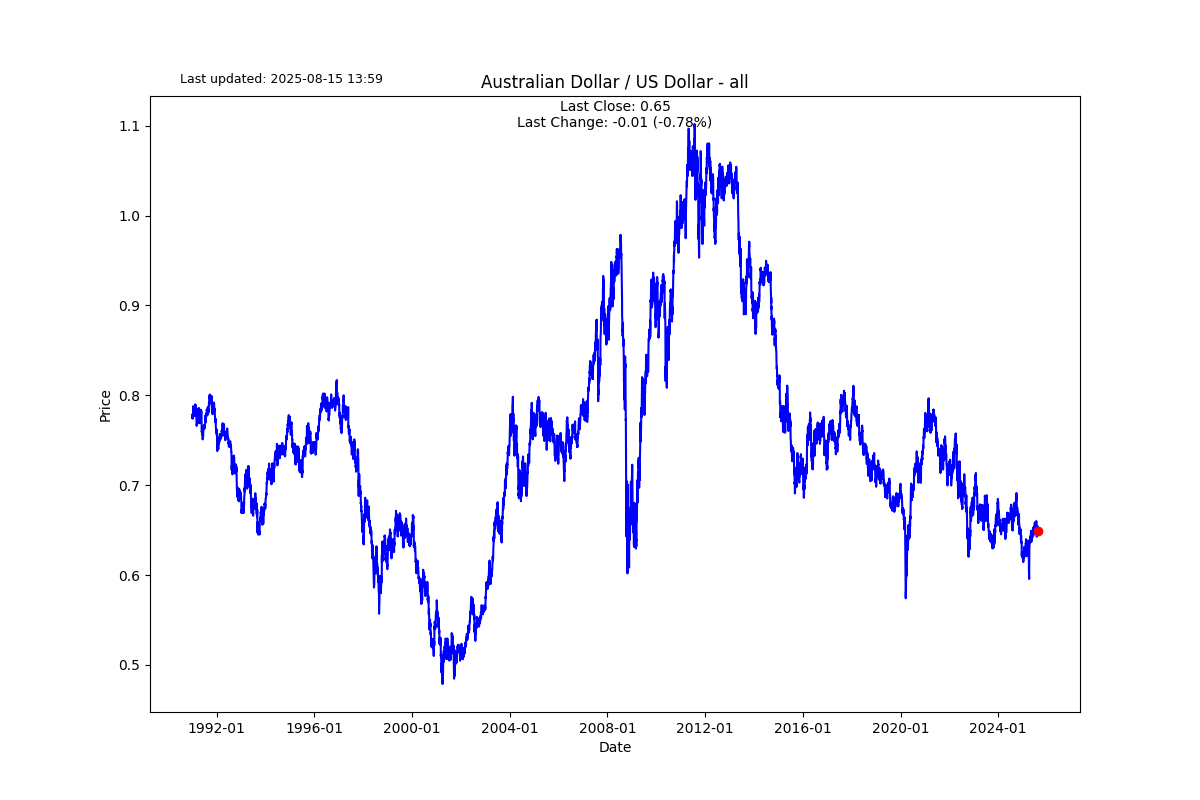 Last updated: 2025-08-15 13:59
Australian Dollar / US Dollar - all
Last Close: 0.65
Last Change: -0.01 (-0.78%)
Price
1.1
1.0
0.9
0.8
0.7
0.6
0.5
1992-01 1996-01 2000-01 2004-01 2008-01 2012-01 2016-01 2020-01 2024-01
Date